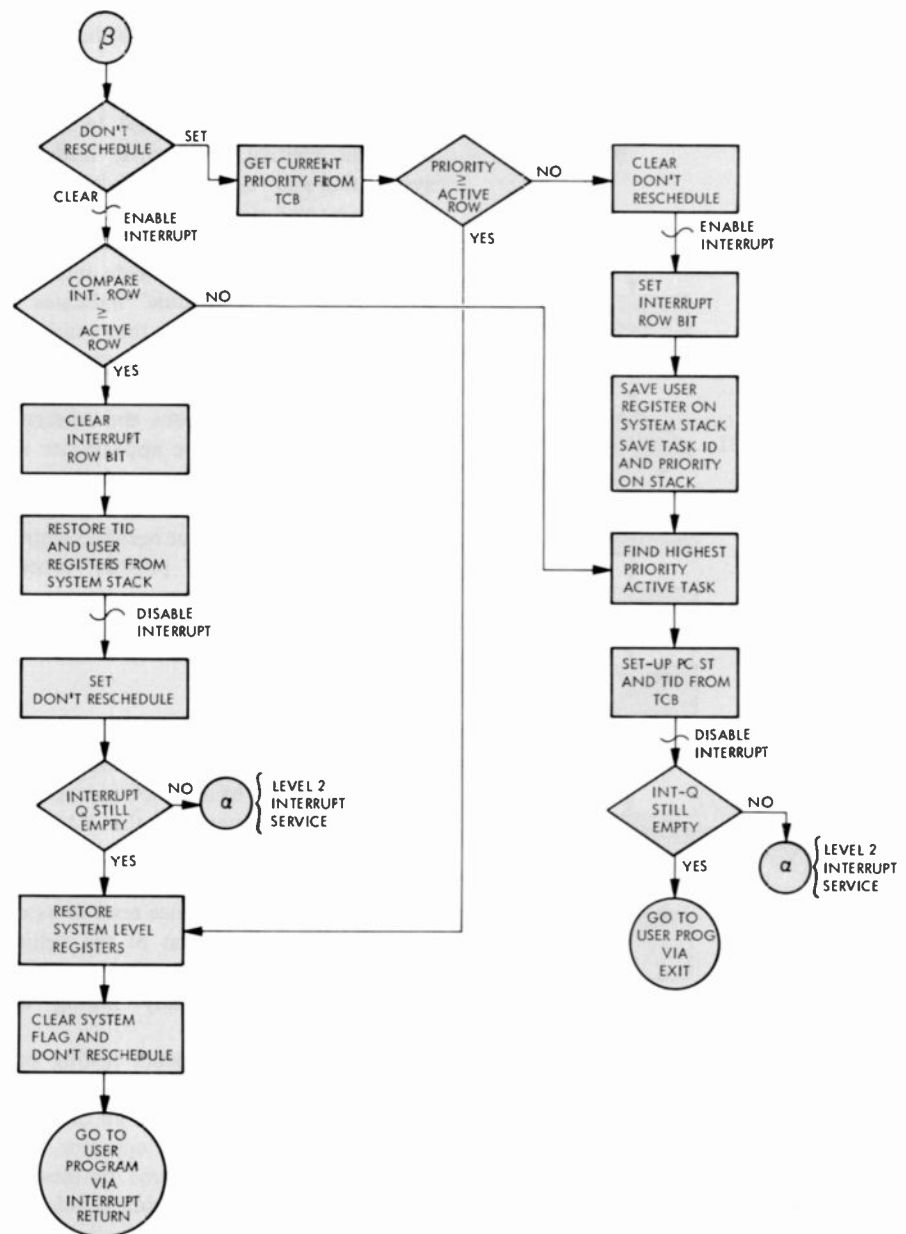 β
DON'T
RESCHEDULE
SET
CLEAR
ENABLE
INTERRUPT
GET CURRENT
PRIORITY FROM
TCB
PRIORITY
≥
ACTIVE
ROW
NO
YES
CLEAR
DON'T
RESCHEDULE
ENABLE
INTERRUPT
COMPARE
INT. ROW
≥
ACTIVE
ROW
NO
YES
SET
INTERRUPT
ROW BIT
CLEAR
INTERRUPT
ROW BIT
SAVE USER
REGISTER ON
SYSTEM STACK
SAVE TASK ID
AND PRIORITY
ON STACK
RESTORE TID
AND USER
REGISTERS FROM
SYSTEM STACK
FIND HIGHEST
PRIORITY
ACTIVE TASK
DISABLE
INTERRUPT
SET
DON'T RESCHEDULE
SET-UP PC ST
AND TID FROM
TCB
DISABLE
INTERRUPT
INTERRUPT
Q STILL
EMPTY
NO
α
LEVEL 2
INTERRUPT
SERVICE
YES
INT-Q
STILL
EMPTY
NO
α
LEVEL 2
INTERRUPT
SERVICE
YES
RESTORE
SYSTEM LEVEL
REGISTERS
GO TO
USER PROG
VIA
EXIT
CLEAR SYSTEM
FLAG AND
DON'T RESCHEDULE
GO TO
USER
PROGRAM
VIA
INTERRUPT
RETURN